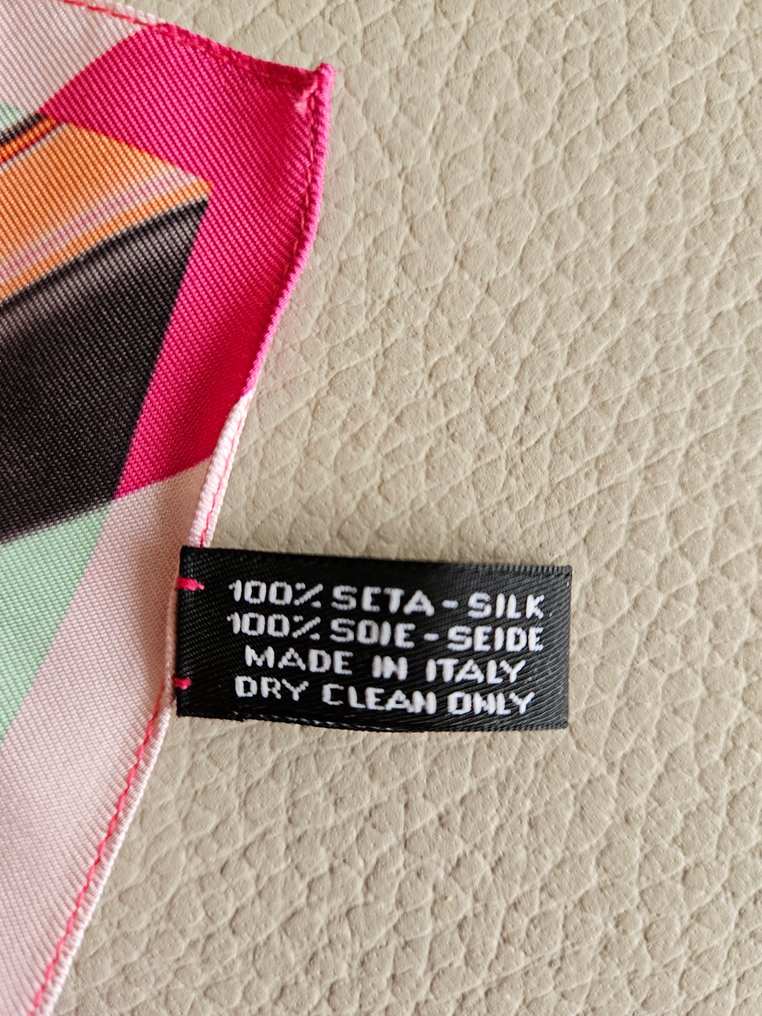 100% SETA - SILK
100% SOIE - SEIDE
MADE IN ITALY
DRY CLEAN ONLY